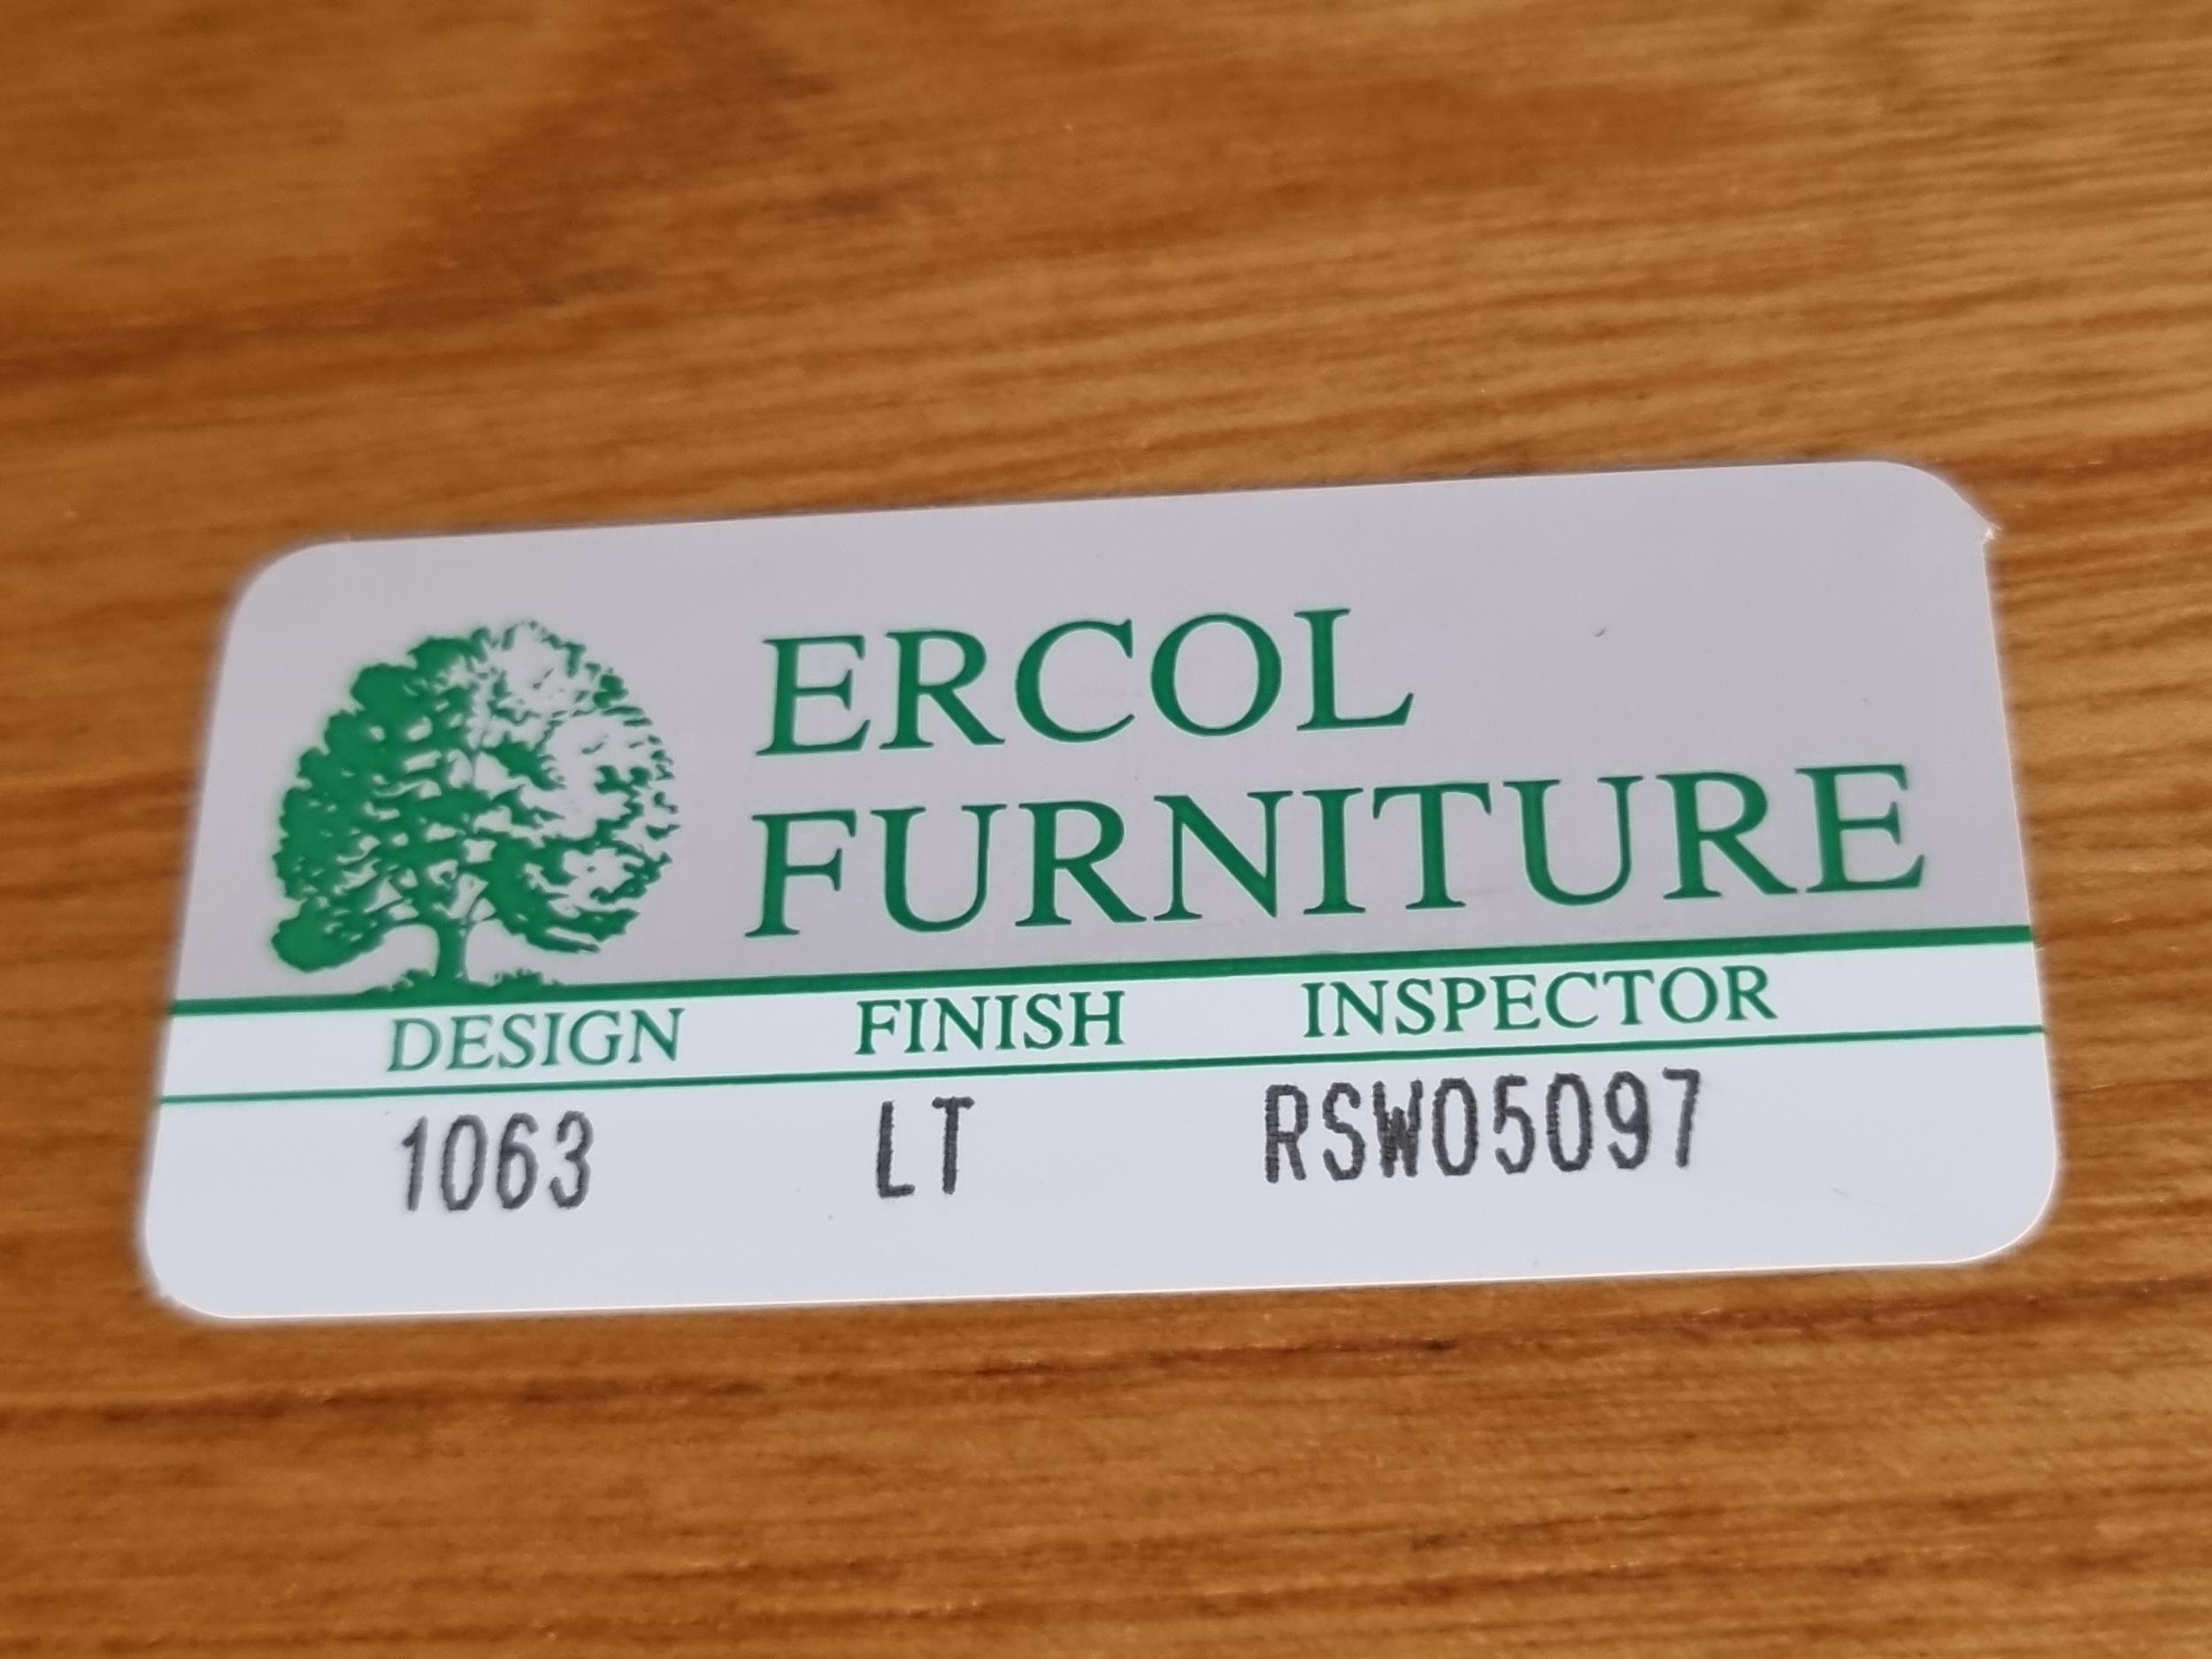 ERCOL
FURNITURE
DESIGN FINISH INSPECTOR
1063 LT RSW05097